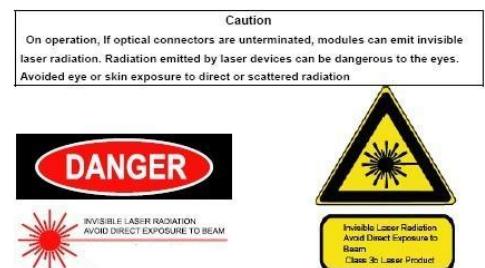 Caution
On operation, If optical connectors are unterminated, modules can emit invisible
laser radiation. Radiation emitted by laser devices can be dangerous to the eyes.
Avoided eye or skin exposure to direct or scattered radiation
DANGER
INVISIBLE LASER RADIATION
AVOID DIRECT EXPOSURE TO BEAM
Invisible Laser Radiation
Avoid Direct Exposure to
Beam
Class 3b Laser Product